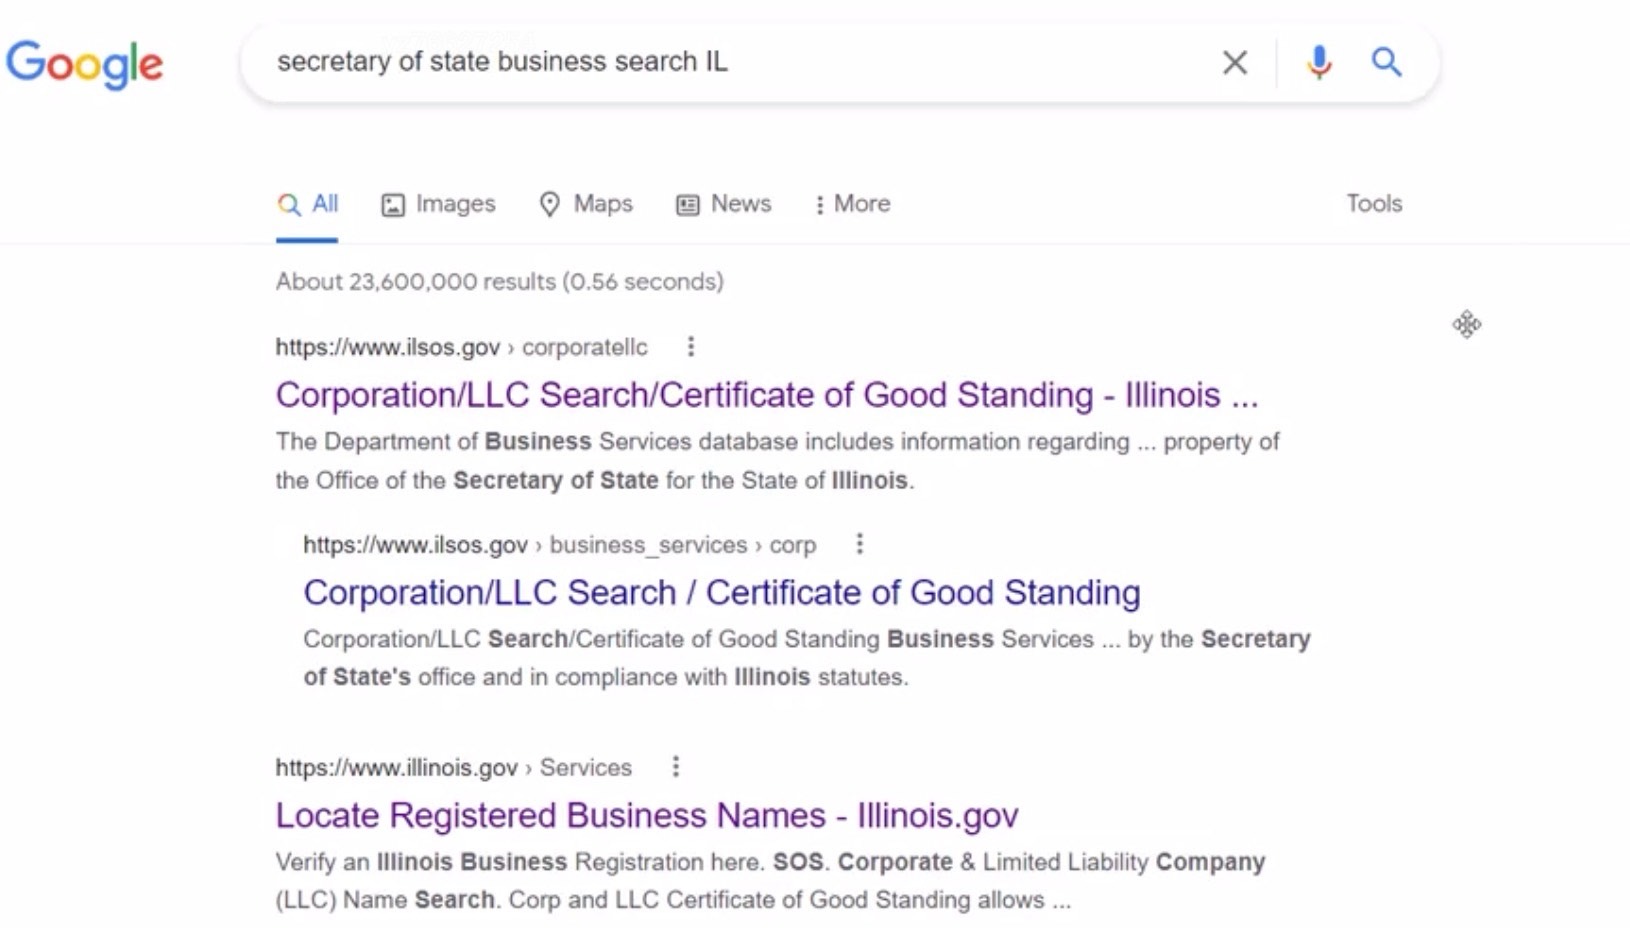 Google
secretary of state business search IL
All Images Maps News More Tools
About 23,600,000 results (0.56 seconds)
https://www.ilsos.gov › corporatellc
Corporation/LLC Search/Certificate of Good Standing - Illinois ...
The Department of Business Services database includes information regarding ... property of
the Office of the Secretary of State for the State of Illinois.
https://www.ilsos.gov › business_services › corp
Corporation/LLC Search / Certificate of Good Standing
Corporation/LLC Search/Certificate of Good Standing Business Services ... by the Secretary
of State's office and in compliance with Illinois statutes.
https://www.illinois.gov › Services
Locate Registered Business Names - Illinois.gov
Verify an Illinois Business Registration here. SOS. Corporate & Limited Liability Company
(LLC) Name Search. Corp and LLC Certificate of Good Standing allows ...